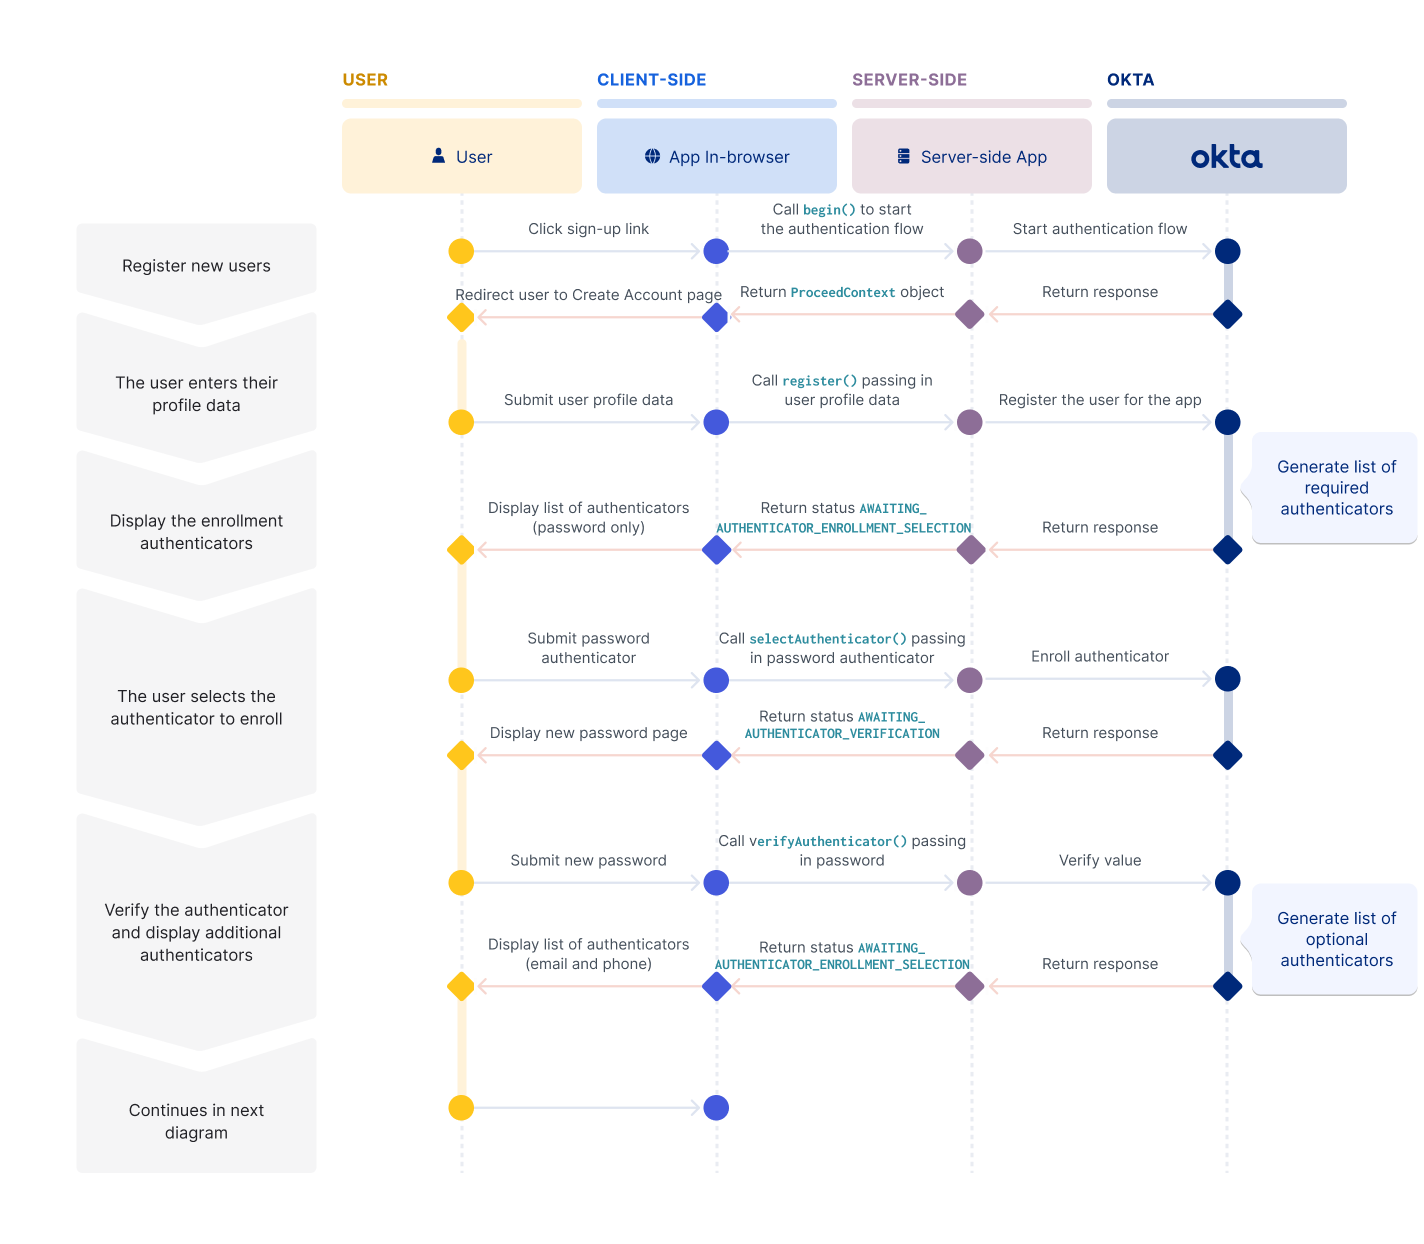 USER
CLIENT-SIDE
SERVER-SIDE
OKTA
User
App In-browser
Server-side App
okta
Register new users
Click sign-up link
Call begin() to start
the authentication flow
Start authentication flow
Redirect user to Create Account page
Return ProceedContext object
Return response
The user enters their
profile data
Submit user profile data
Call register() passing in
user profile data
Register the user for the app
Generate list of
required
authenticators
Display the enrollment
authenticators
Display list of authenticators
(password only)
Return status AWAITING_
AUTHENTICATOR_ENROLLMENT_SELECTION
Return response
The user selects the
authenticator to enroll
Submit password
authenticator
Call selectAuthenticator() passing
in password authenticator
Enroll authenticator
Display new password page
Return status AWAITING_
AUTHENTICATOR_VERIFICATION
Return response
Verify the authenticator
and display additional
authenticators
Submit new password
Call verifyAuthenticator() passing
in password
Verify value
Generate list of
optional
authenticators
Display list of authenticators
(email and phone)
Return status AWAITING_
AUTHENTICATOR_ENROLLMENT_SELECTION
Return response
Continues in next
diagram